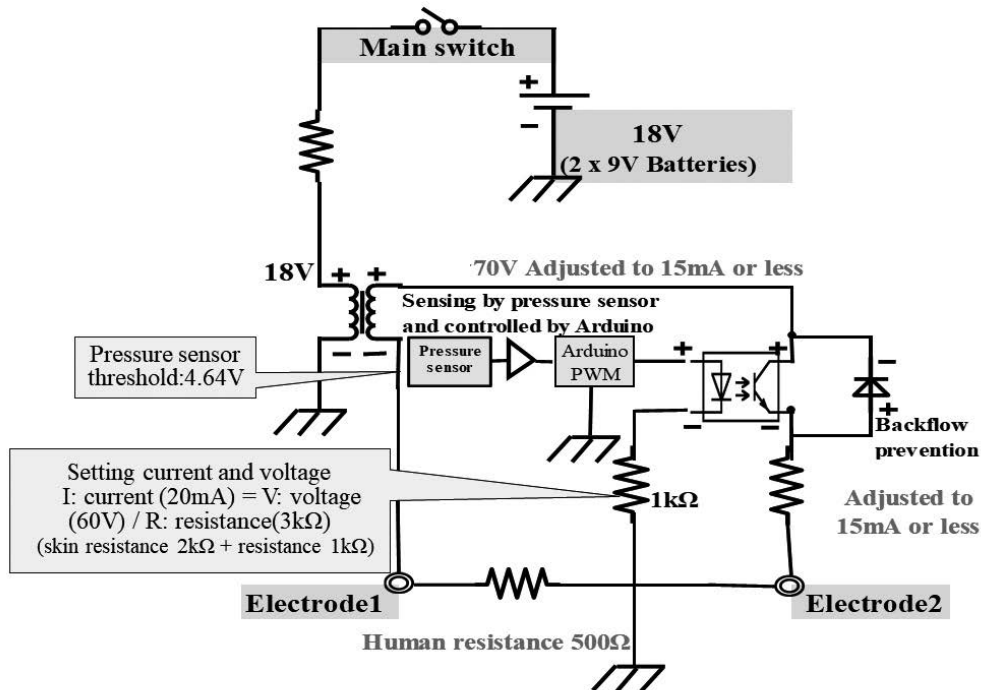 Main switch
+
−
18V
(2 x 9V Batteries)
18V
+ +
− −
70V Adjusted to 15mA or less
Sensing by pressure sensor
and controlled by Arduino
Pressure sensor
threshold:4.64V
Pressure
sensor
Arduino
PWM
+ +
− −
−
+
Backflow
prevention
Setting current and voltage
I: current (20mA) = V: voltage
(60V) / R: resistance(3kΩ)
(skin resistance 2kΩ + resistance 1kΩ)
1kΩ
Adjusted to
15mA or less
Electrode1
Electrode2
Human resistance 500Ω